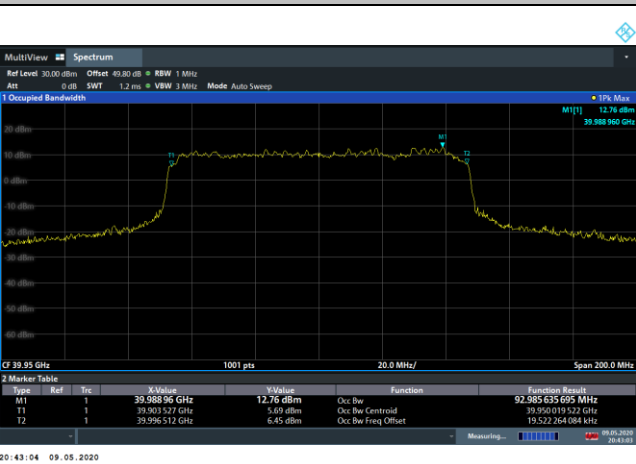 MultiView Spectrum
Ref Level 30.00 dBm Offset 49.80 dB RBW 1 MHz
Att 0 dB SWT 1.2 ms VBW 3 MHz Mode Auto Sweep
1 Occupied Bandwidth 1Pk Max
M1[1] 12.76 dBm
39.988 960 GHz
20 dBm
M1
10 dBm
T1 T2
0 dBm
-10 dBm
-20 dBm
-30 dBm
-40 dBm
-50 dBm
-60 dBm
CF 39.95 GHz 1001 pts 20.0 MHz/ Span 200.0 MHz
2 Marker Table
Type Ref Trc X-Value Y-Value Function Function Result
M1 1 39.988 96 GHz 12.76 dBm Occ Bw 92.985 635 695 MHz
T1 1 39.903 527 GHz 5.69 dBm Occ Bw Centroid 39.950 019 522 GHz
T2 1 39.996 512 GHz 6.45 dBm Occ Bw Freq Offset 19.522 264 084 kHz
Measuring... 09.05.2020
20:43:03
20:43:04 09.05.2020